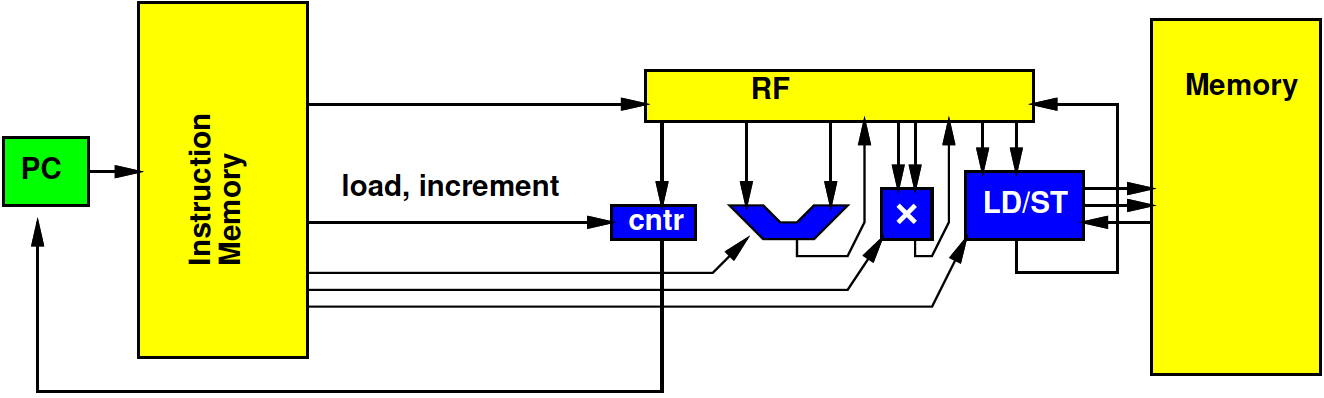 PC
Instruction
Memory
load, increment
RF
cntr
×
LD/ST
Memory